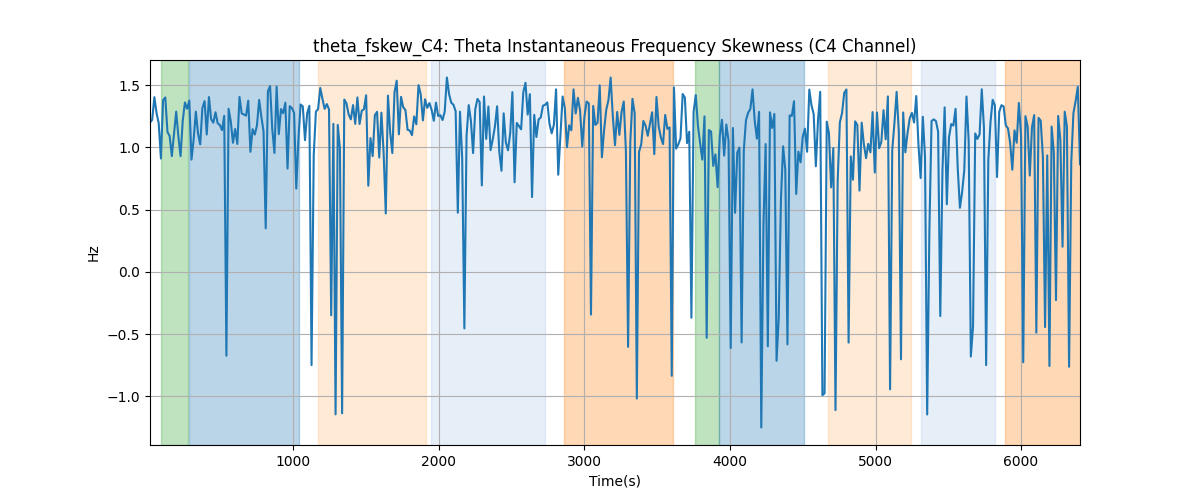 theta_fskew_C4: Theta Instantaneous Frequency Skewness (C4 Channel)
1.5
1.0
0.5
0.0
−0.5
−1.0
Hz
1000 2000 3000 4000 5000 6000
Time(s)